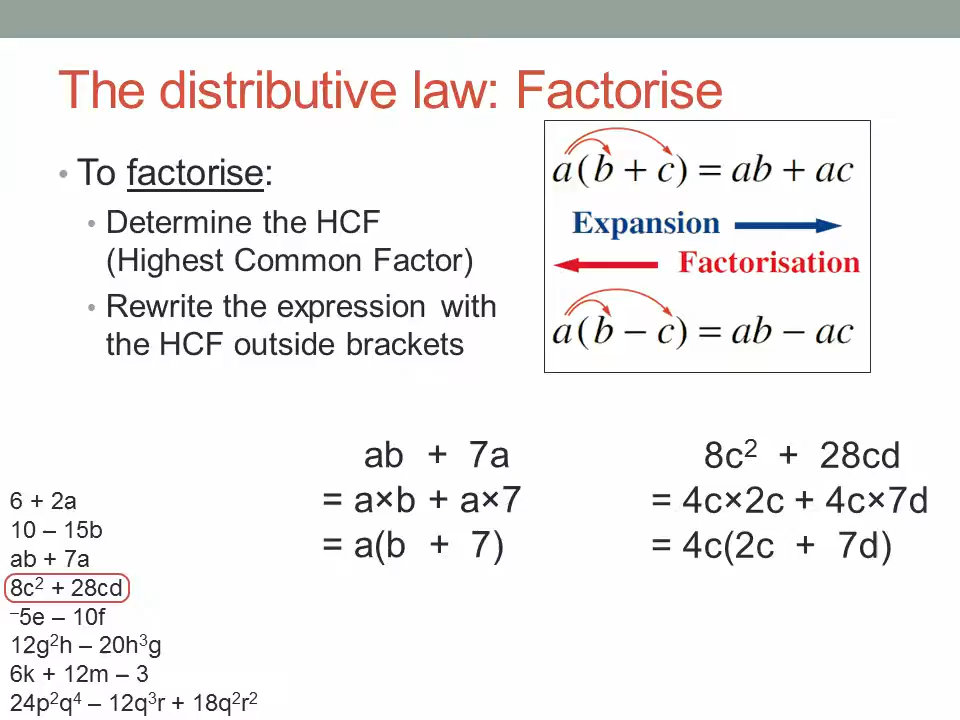 The distributive law: Factorise
• To factorise:
• Determine the HCF
(Highest Common Factor)
• Rewrite the expression with
the HCF outside brackets
a(b + c) = ab + ac
Expansion
Factorisation
a(b − c) = ab − ac
ab + 7a
= a×b + a×7
= a(b + 7)
8c² + 28cd
= 4c×2c + 4c×7d
= 4c(2c + 7d)
6 + 2a
10 – 15b
ab + 7a
8c² + 28cd
⁻5e – 10f
12g²h – 20h³g
6k + 12m – 3
24p²q⁴ – 12q³r + 18q²r²